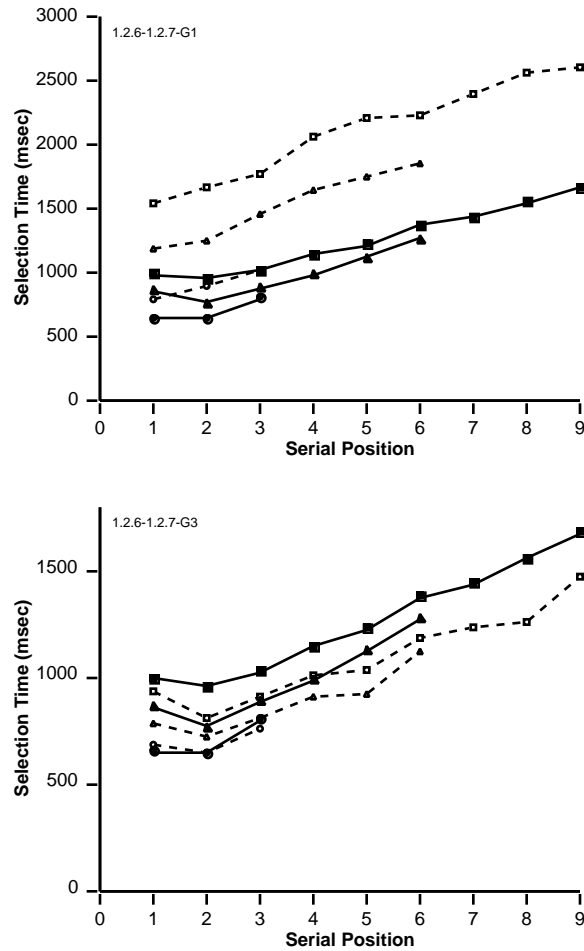 3000
1.2.6-1.2.7-G1
2500
2000
1500
1000
500
0
Selection Time (msec)
0 1 2 3 4 5 6 7 8 9
Serial Position
1.2.6-1.2.7-G3
1500
1000
500
0
Selection Time (msec)
0 1 2 3 4 5 6 7 8 9
Serial Position